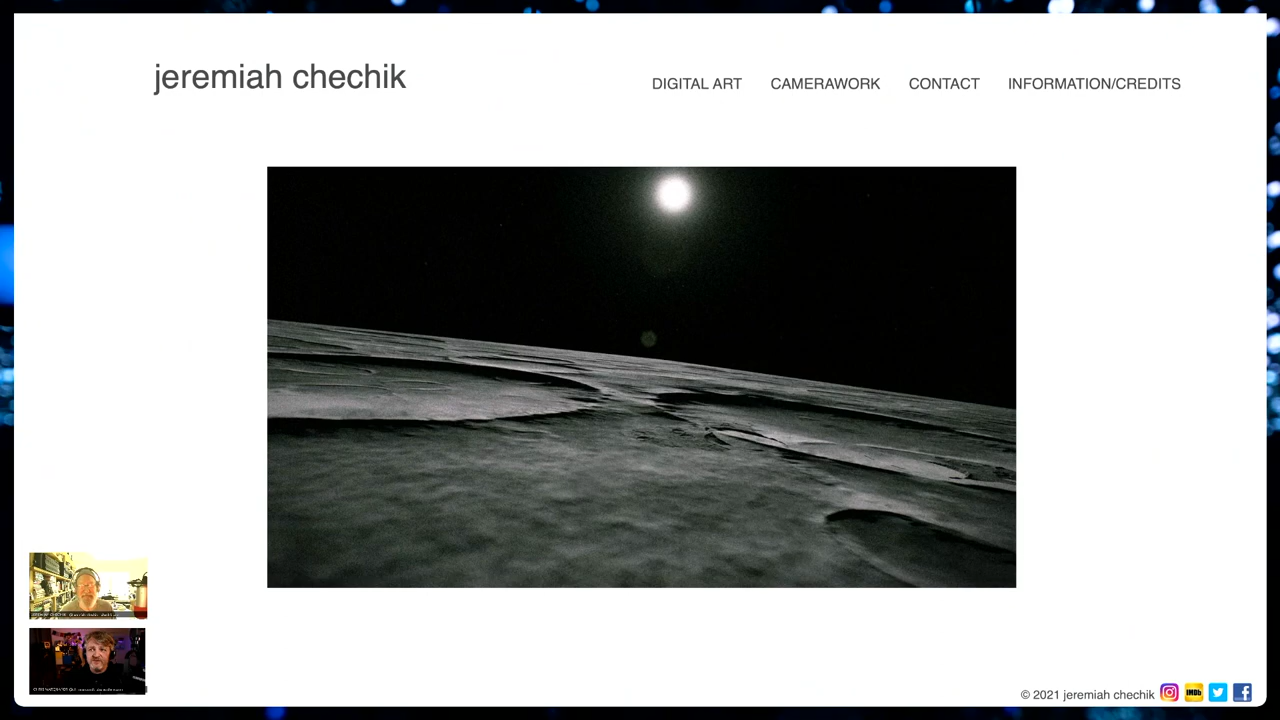 jeremiah chechik
DIGITAL ART CAMERAWORK CONTACT INFORMATION/CREDITS
© 2021 jeremiah chechik
IMDb